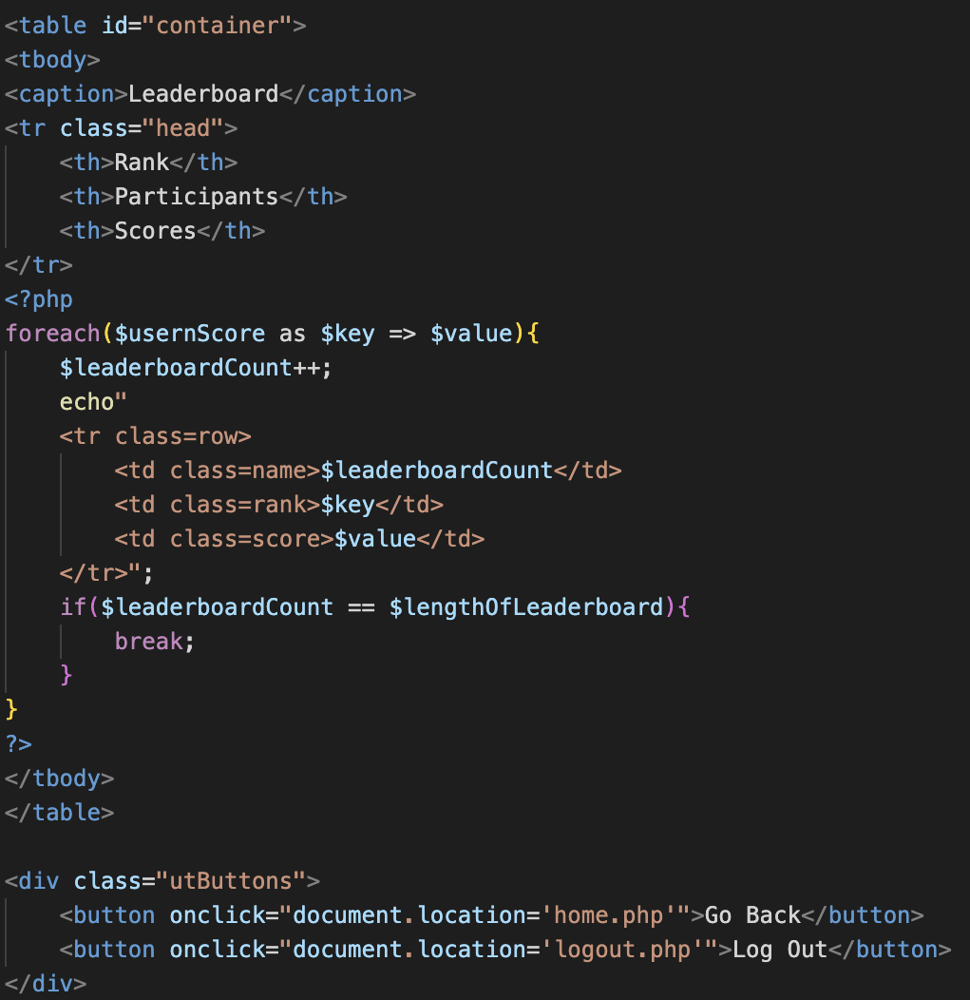 <table id="container">
<tbody>
<caption>Leaderboard</caption>
<tr class="head">
    <th>Rank</th>
    <th>Participants</th>
    <th>Scores</th>
</tr>
<?php
foreach($usernScore as $key => $value){
    $leaderboardCount++;
    echo"
    <tr class=row>
        <td class=name>$leaderboardCount</td>
        <td class=rank>$key</td>
        <td class=score>$value</td>
    </tr>";
    if($leaderboardCount == $lengthOfLeaderboard){
        break;
    }
}
?>
</tbody>
</table>

<div class="utButtons">
    <button onclick="document.location='home.php'">Go Back</button>
    <button onclick="document.location='logout.php'">Log Out</button>
</div>